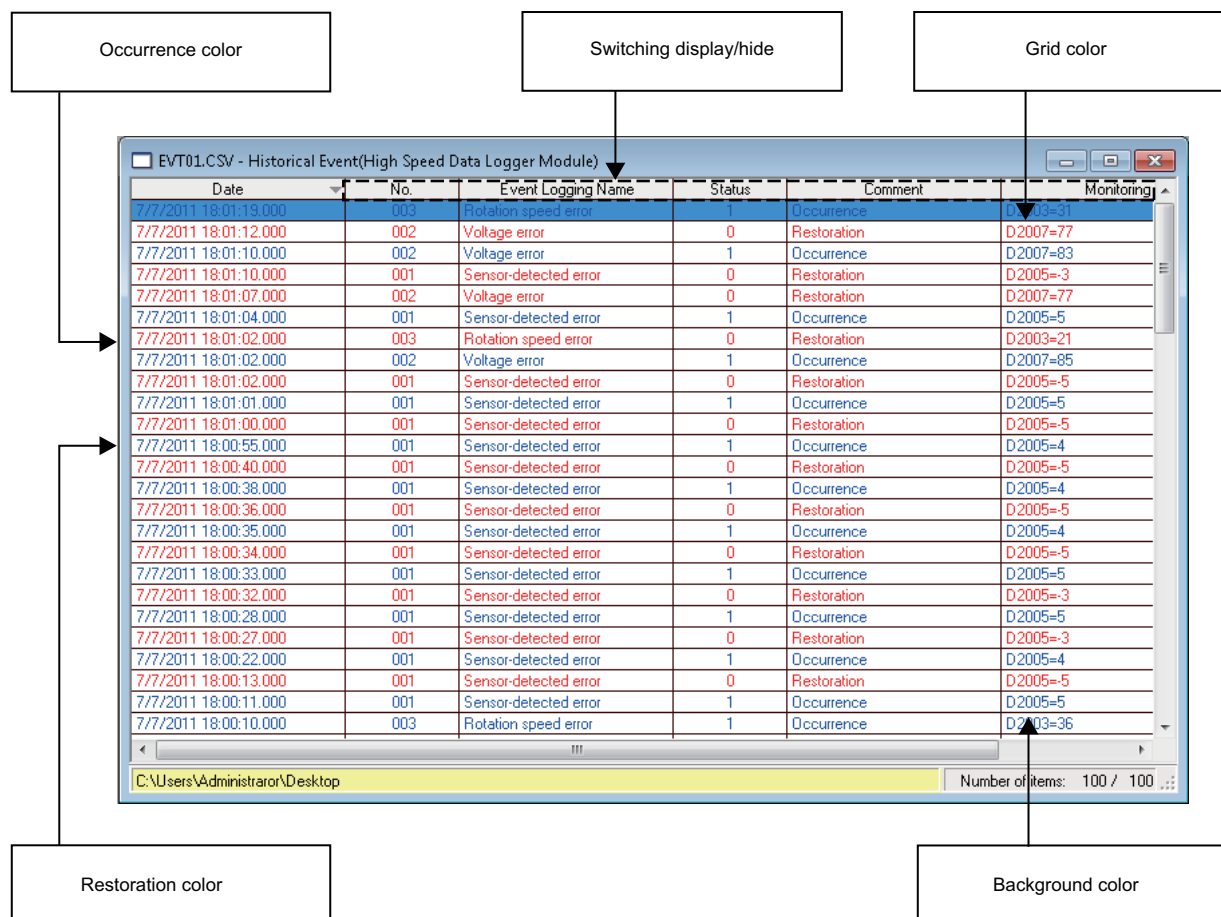 Occurrence color
Switching display/hide
Grid color
EVT01.CSV - Historical Event(High Speed Data Logger Module)
Date No. Event Logging Name Status Comment Monitoring
7/7/2011 18:01:19.000 003 Rotation speed error 1 Occurrence D2003=31
7/7/2011 18:01:12.000 002 Voltage error 0 Restoration D2007=77
7/7/2011 18:01:10.000 002 Voltage error 1 Occurrence D2007=83
7/7/2011 18:01:10.000 001 Sensor-detected error 0 Restoration D2005=-3
7/7/2011 18:01:07.000 002 Voltage error 0 Restoration D2007=77
7/7/2011 18:01:04.000 001 Sensor-detected error 1 Occurrence D2005=5
7/7/2011 18:01:02.000 003 Rotation speed error 0 Restoration D2003=21
7/7/2011 18:01:02.000 002 Voltage error 1 Occurrence D2007=85
7/7/2011 18:01:02.000 001 Sensor-detected error 0 Restoration D2005=-5
7/7/2011 18:01:01.000 001 Sensor-detected error 1 Occurrence D2005=5
7/7/2011 18:01:00.000 001 Sensor-detected error 0 Restoration D2005=-5
7/7/2011 18:00:55.000 001 Sensor-detected error 1 Occurrence D2005=4
7/7/2011 18:00:40.000 001 Sensor-detected error 0 Restoration D2005=-5
7/7/2011 18:00:38.000 001 Sensor-detected error 1 Occurrence D2005=4
7/7/2011 18:00:36.000 001 Sensor-detected error 0 Restoration D2005=-5
7/7/2011 18:00:35.000 001 Sensor-detected error 1 Occurrence D2005=4
7/7/2011 18:00:34.000 001 Sensor-detected error 0 Restoration D2005=-5
7/7/2011 18:00:33.000 001 Sensor-detected error 1 Occurrence D2005=5
7/7/2011 18:00:32.000 001 Sensor-detected error 0 Restoration D2005=-3
7/7/2011 18:00:28.000 001 Sensor-detected error 1 Occurrence D2005=5
7/7/2011 18:00:27.000 001 Sensor-detected error 0 Restoration D2005=-3
7/7/2011 18:00:22.000 001 Sensor-detected error 1 Occurrence D2005=4
7/7/2011 18:00:13.000 001 Sensor-detected error 0 Restoration D2005=-5
7/7/2011 18:00:11.000 001 Sensor-detected error 1 Occurrence D2005=5
7/7/2011 18:00:10.000 003 Rotation speed error 1 Occurrence D2003=36
C:\Users\Administraror\Desktop
Number of items: 100 / 100
Restoration color
Background color